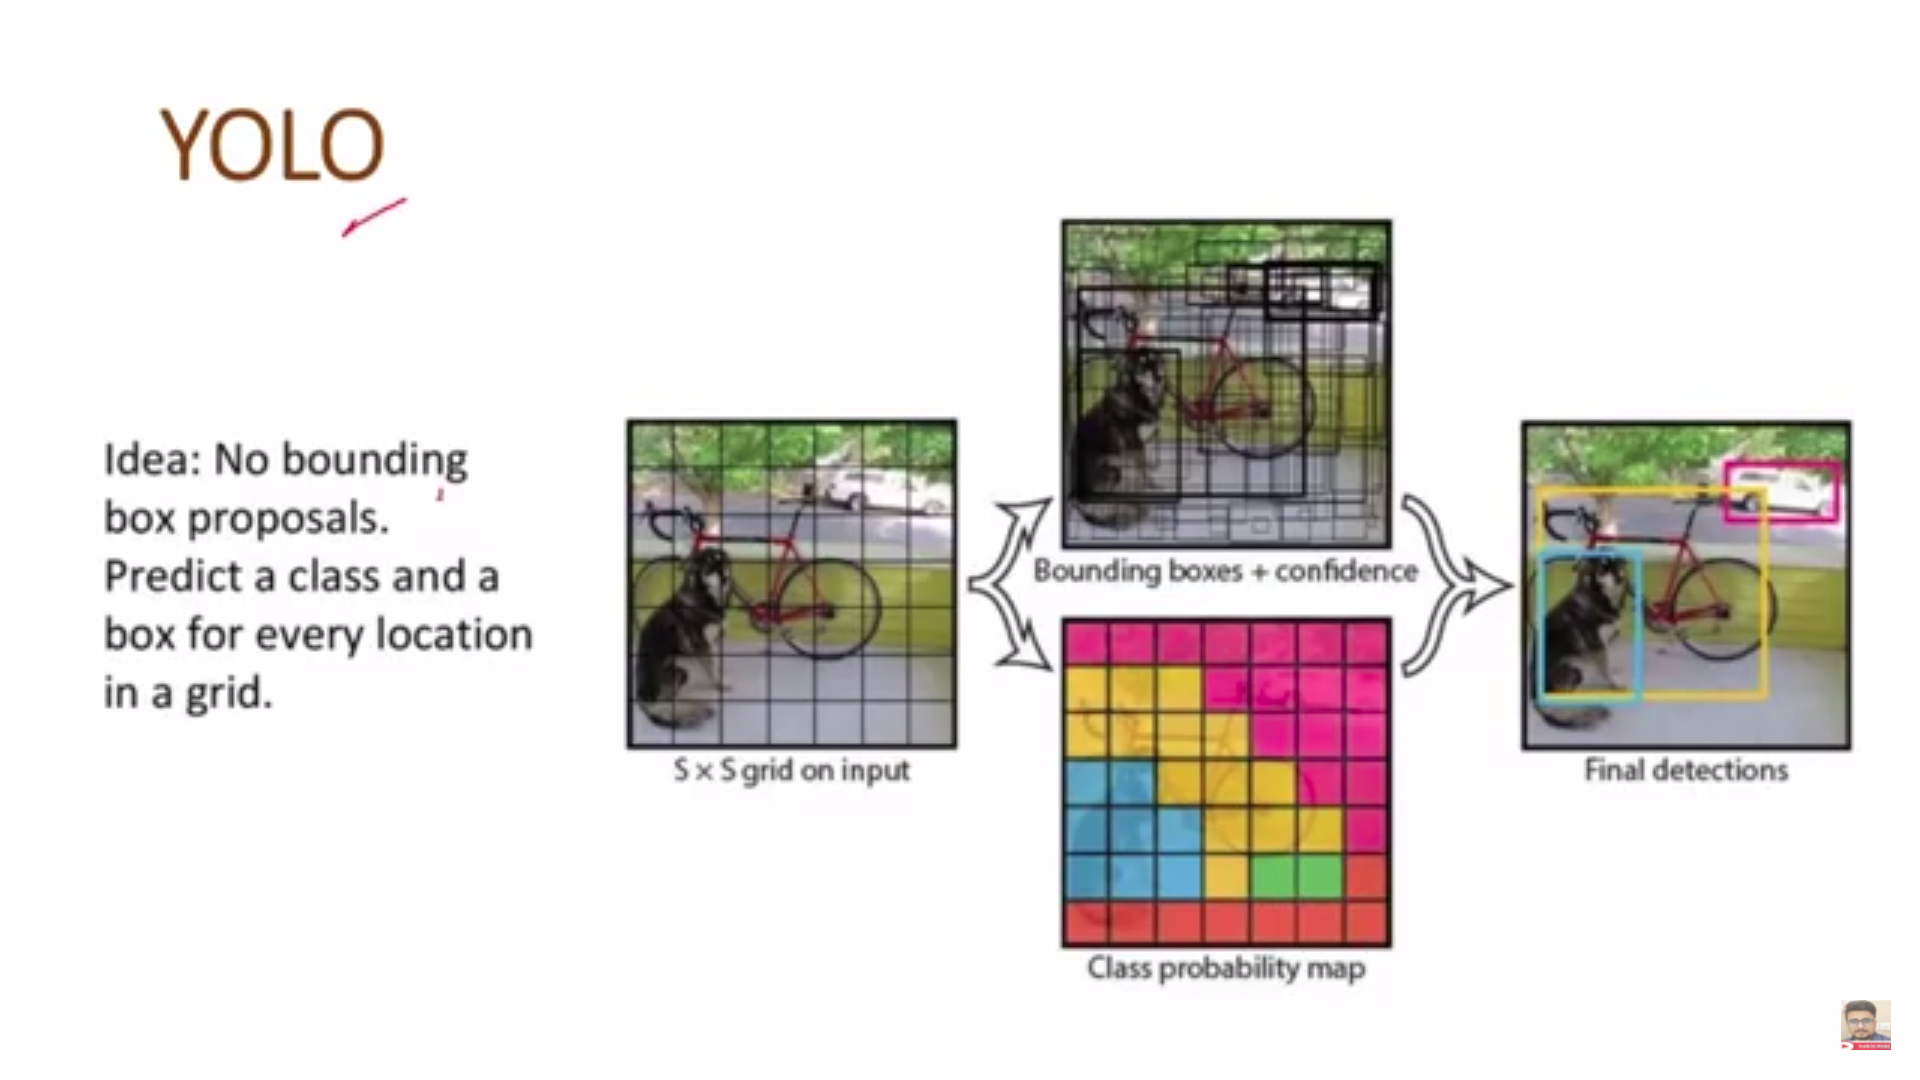 YOLO
Idea: No bounding
box proposals.
Predict a class and a
box for every location
in a grid.
S × S grid on input
Bounding boxes + confidence
Class probability map
Final detections
SUBSCRIBE